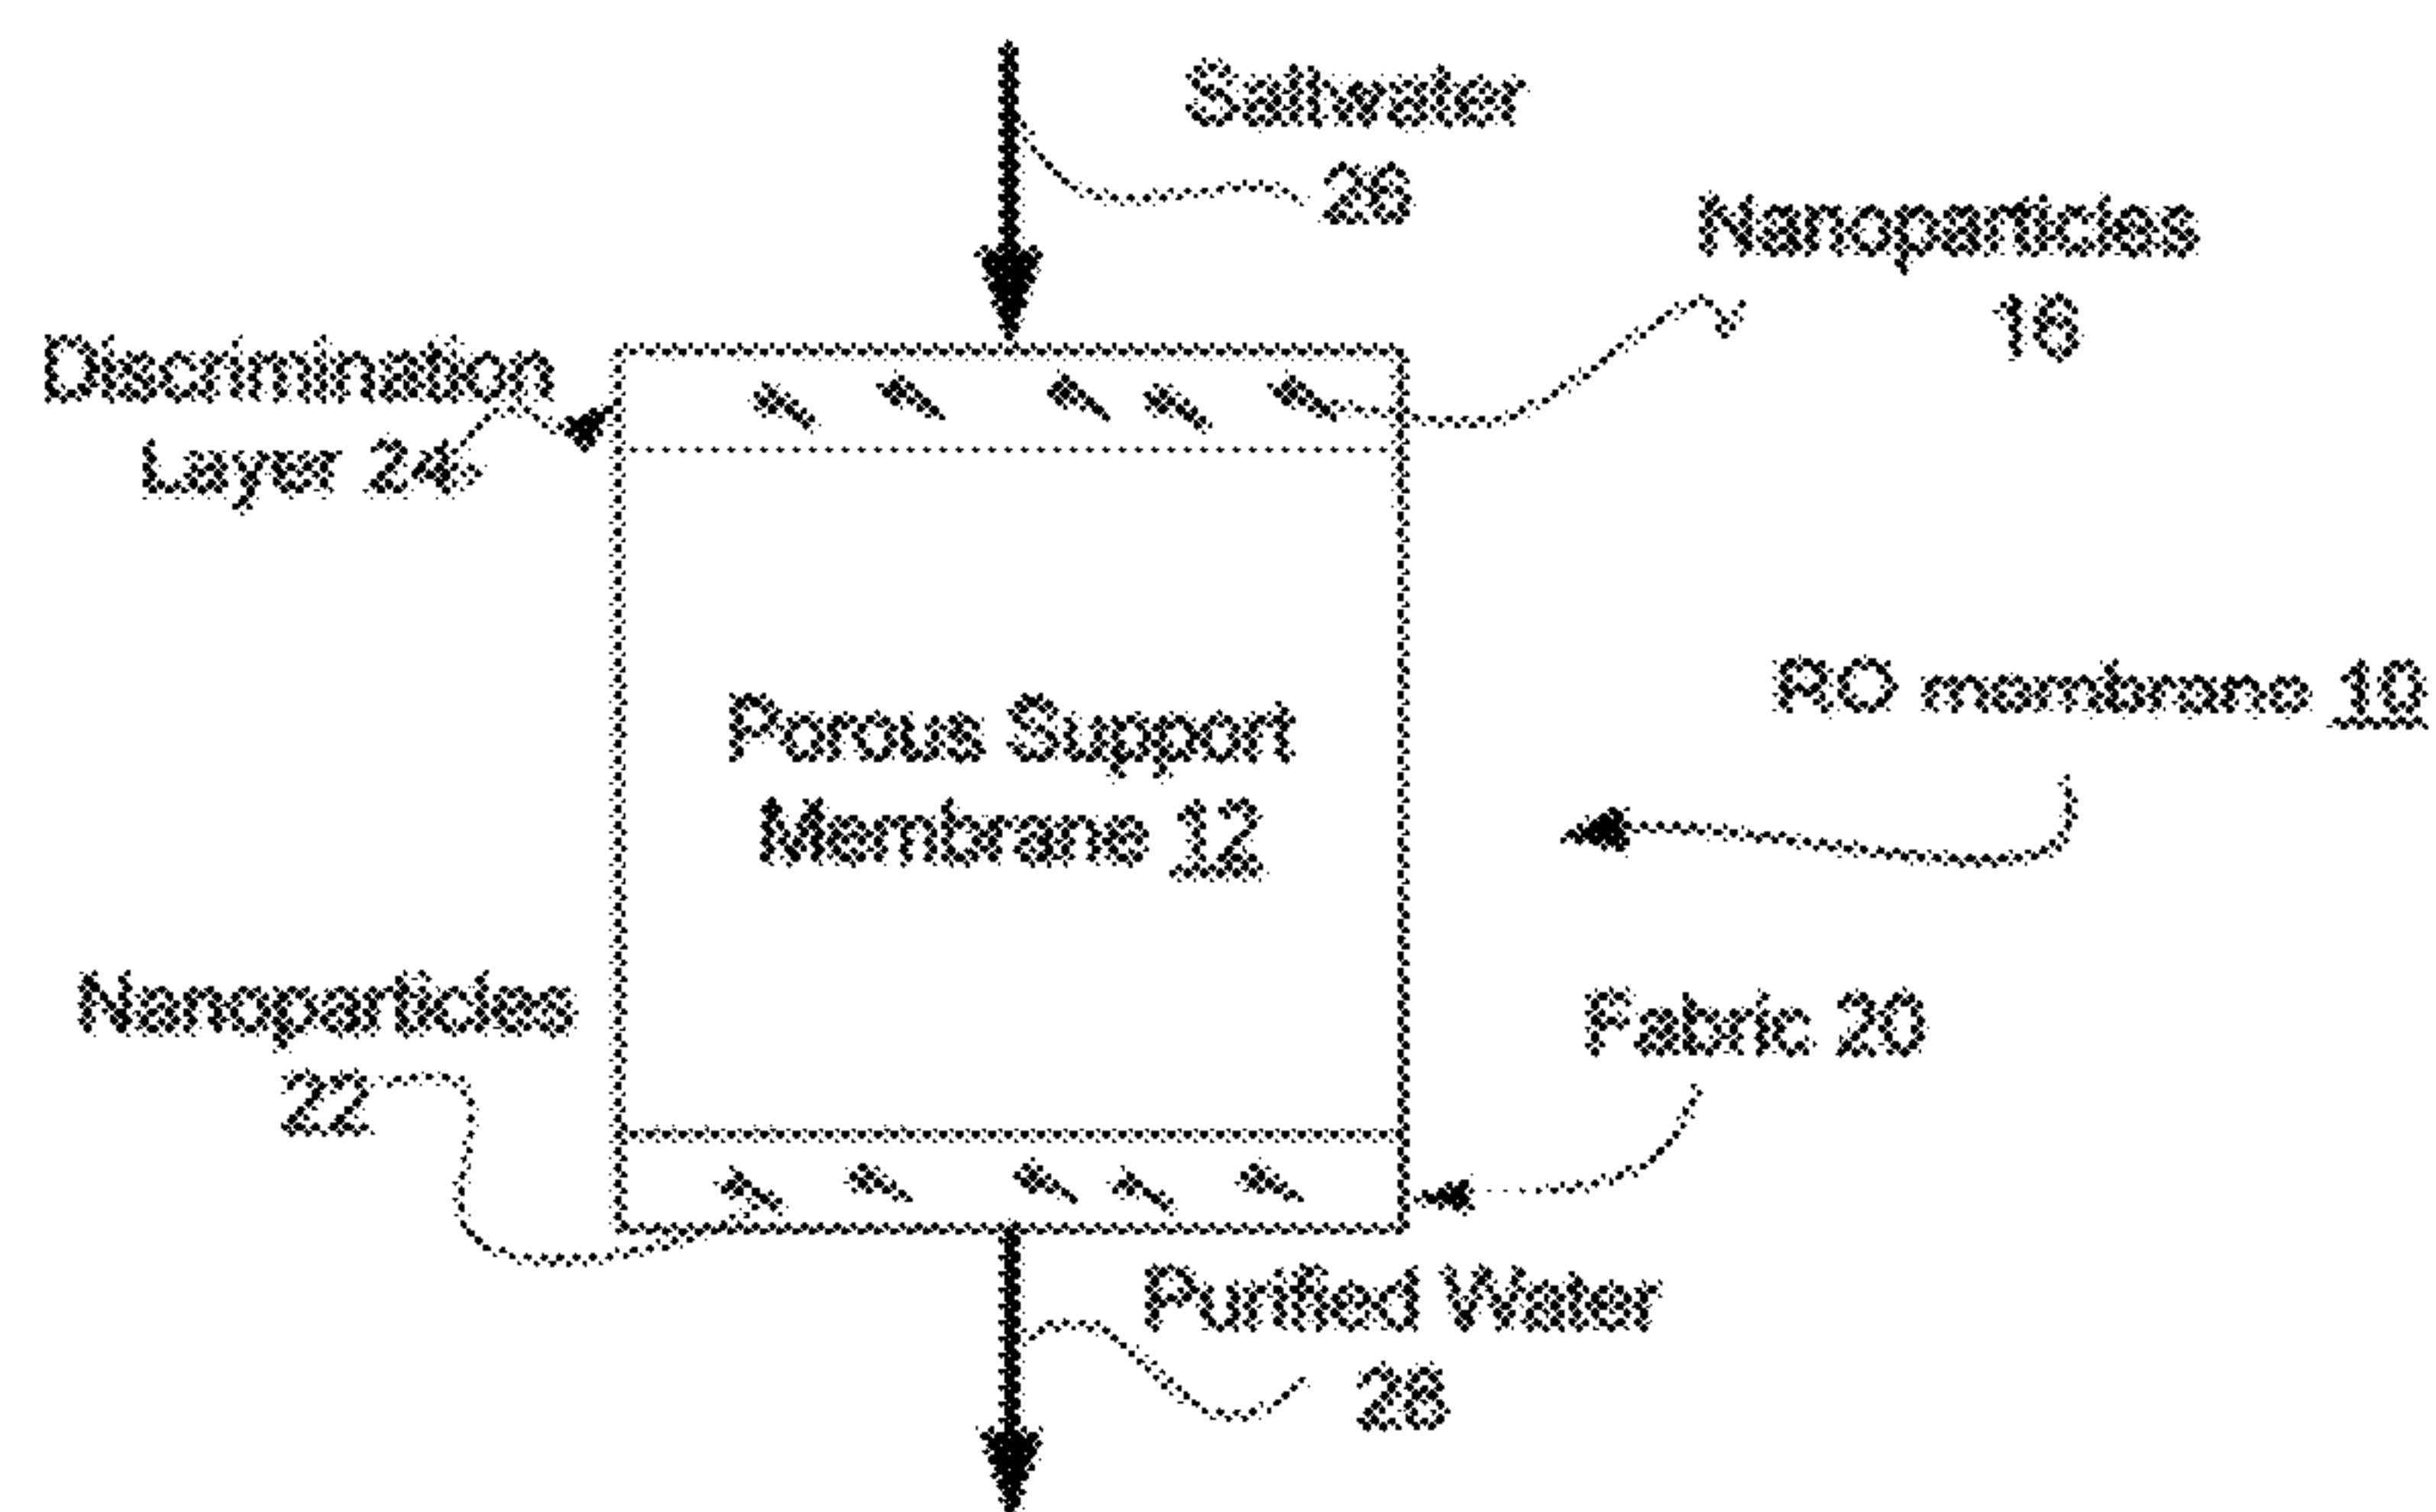 Saltwater
26
Nanoparticles
16
Discrimination
Layer 24
Porous Support
Membrane 12
RO membrane 10
Nanoparticles
22
Fabric 20
Purified Water
28